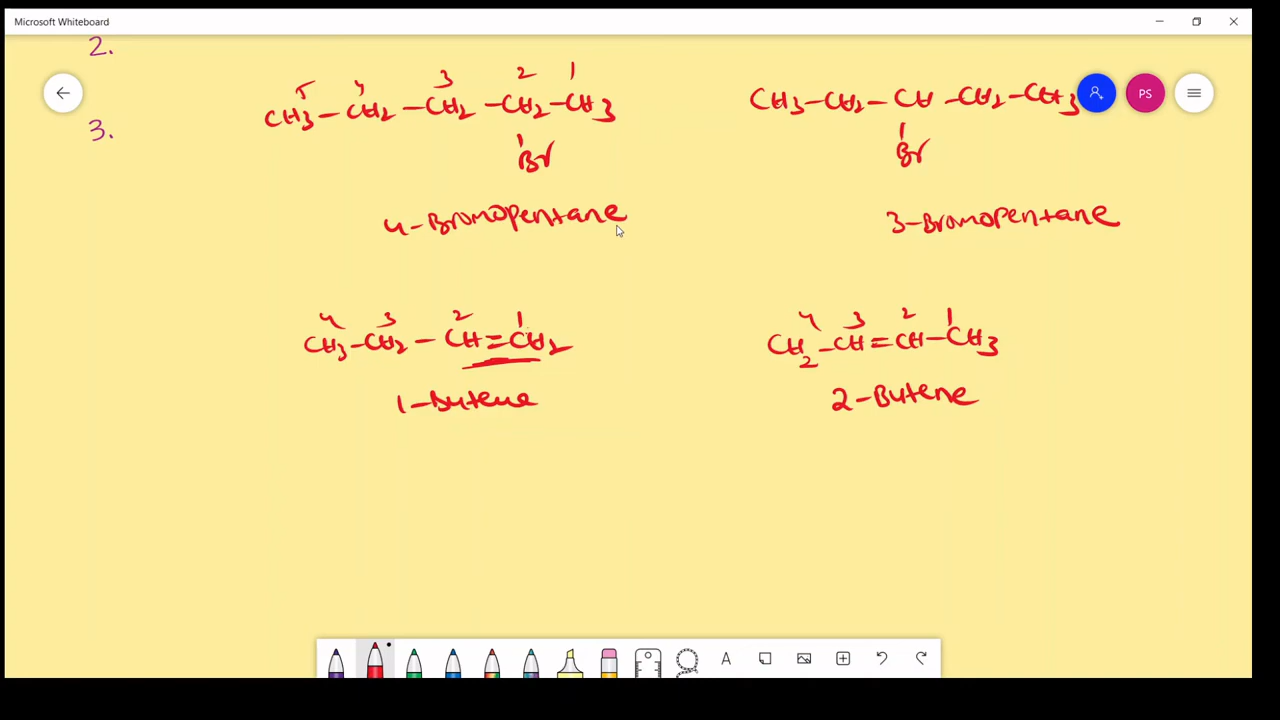 Microsoft Whiteboard
2.
5 4 3 2 1
CH3-CH2-CH2-CH2-CH3
Br
4-Bromopentane
CH3-CH2-CH-CH2-CH3
Br
3-Bromopentane
PS
3.
4 3 2 1
CH3-CH2-CH=CH2
1-Butene
4 3 2 1
CH2-CH=CH-CH3
2-Butene
A